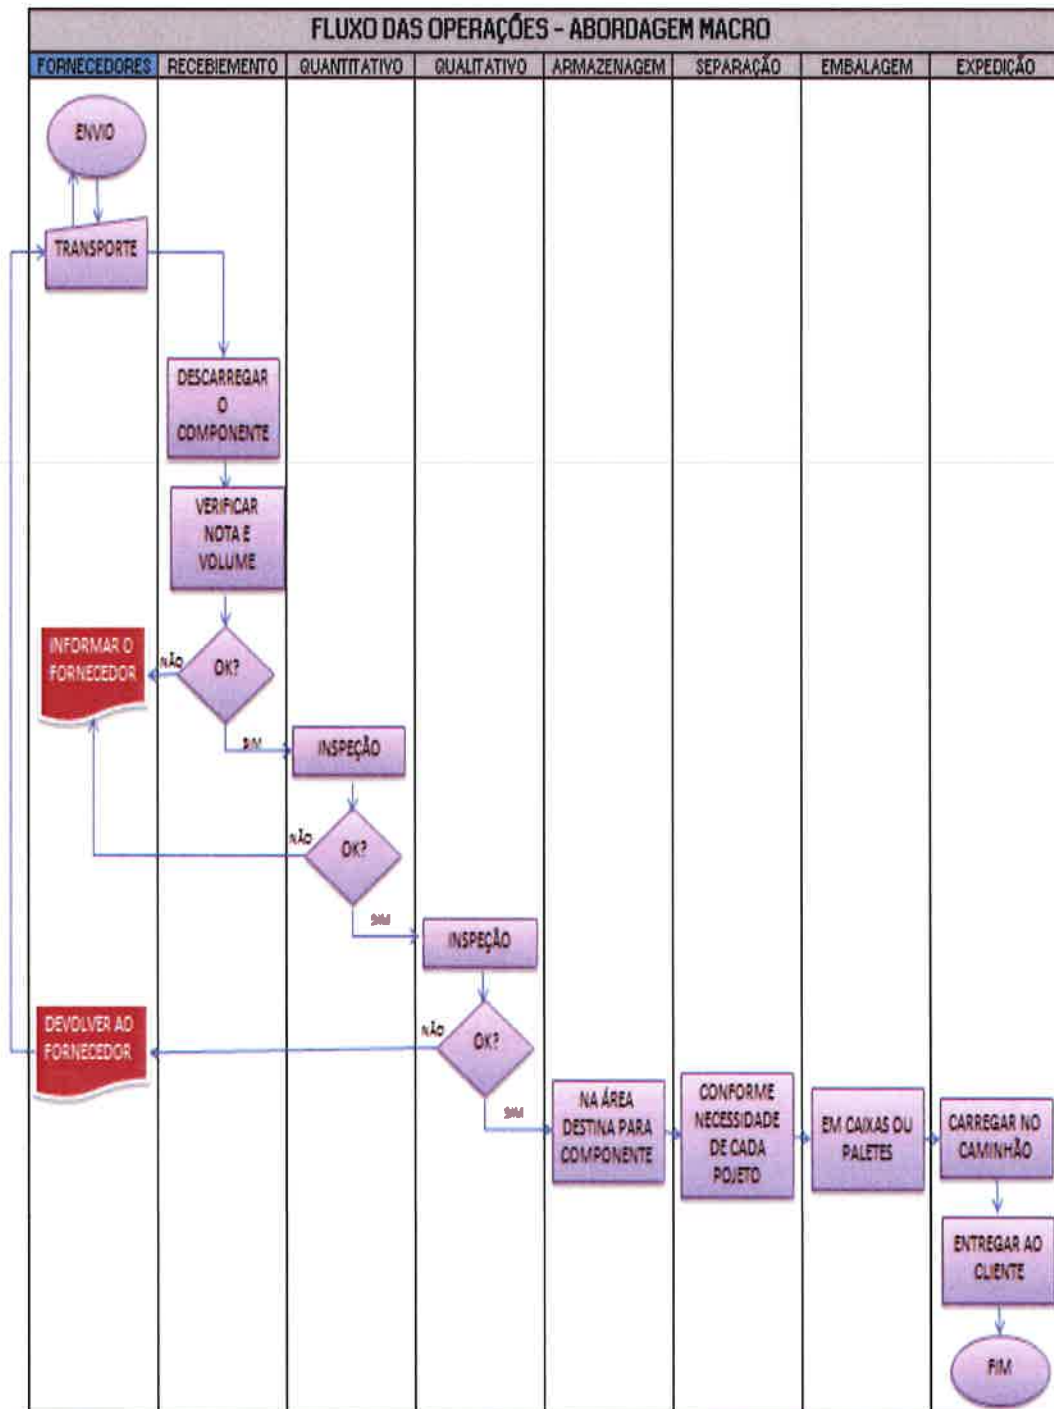 FLUXO DAS OPERAÇÕES - ABORDAGEM MACRO
FORNECEDORES
RECEBIEMENTO
QUANTITATIVO
QUALITATIVO
ARMAZENAGEM
SEPARAÇÃO
EMBALAGEM
EXPEDIÇÃO
ENVIO
TRANSPORTE
DESCARREGAR
O
COMPONENTE
VERIFICAR
NOTA E
VOLUME
INFORMAR O
FORNECEDOR
NÃO
OK?
SIM
INSPEÇÃO
NÃO
OK?
SIM
INSPEÇÃO
DEVOLVER AO
FORNECEDOR
NÃO
OK?
SIM
NA ÁREA
DESTINA PARA
COMPONENTE
CONFORME
NECESSIDADE
DE CADA
POJETO
EM CAIXAS OU
PALETES
CARREGAR NO
CAMINHÃO
ENTREGAR AO
CLIENTE
FIM